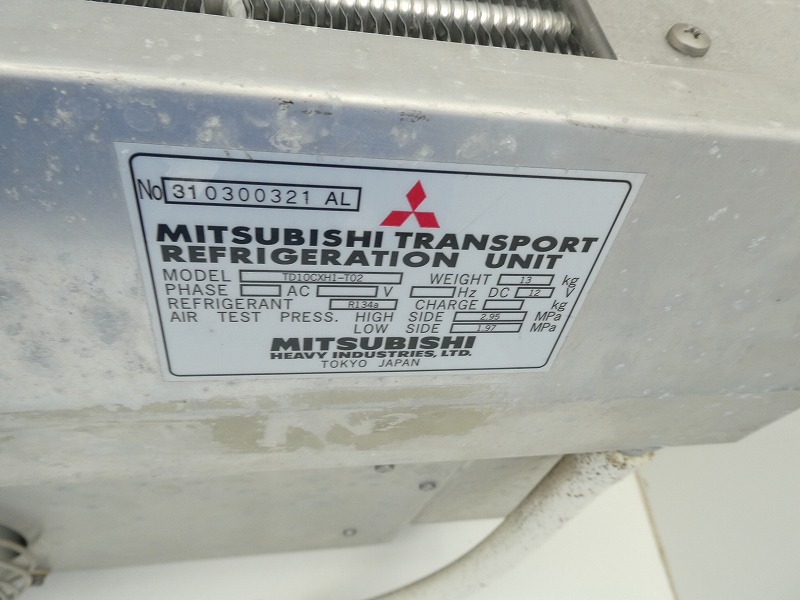 No 310300321 AL
MITSUBISHI TRANSPORT
REFRIGERATION UNIT
MODEL TD10CXH1-T02 WEIGHT 13 kg
PHASE AC V Hz DC 12 V
REFRIGERANT R134a CHARGE kg
AIR TEST PRESS. HIGH SIDE 2.95 MPa
LOW SIDE 1.97 MPa
MITSUBISHI
HEAVY INDUSTRIES, LTD.
TOKYO JAPAN